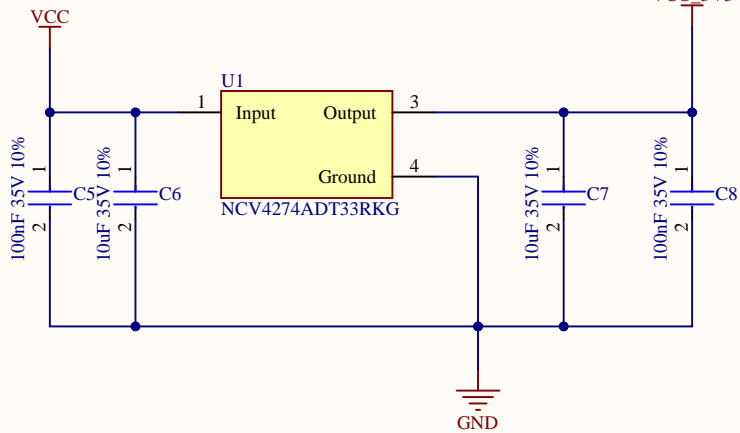 VCC
U1
1
Input
Output
3
Ground
4
NCV4274ADT33RKG
1
C5
2
100nF 35V 10%
1
C6
2
10uF 35V 10%
1
C7
2
10uF 35V 10%
1
C8
2
100nF 35V 10%
GND